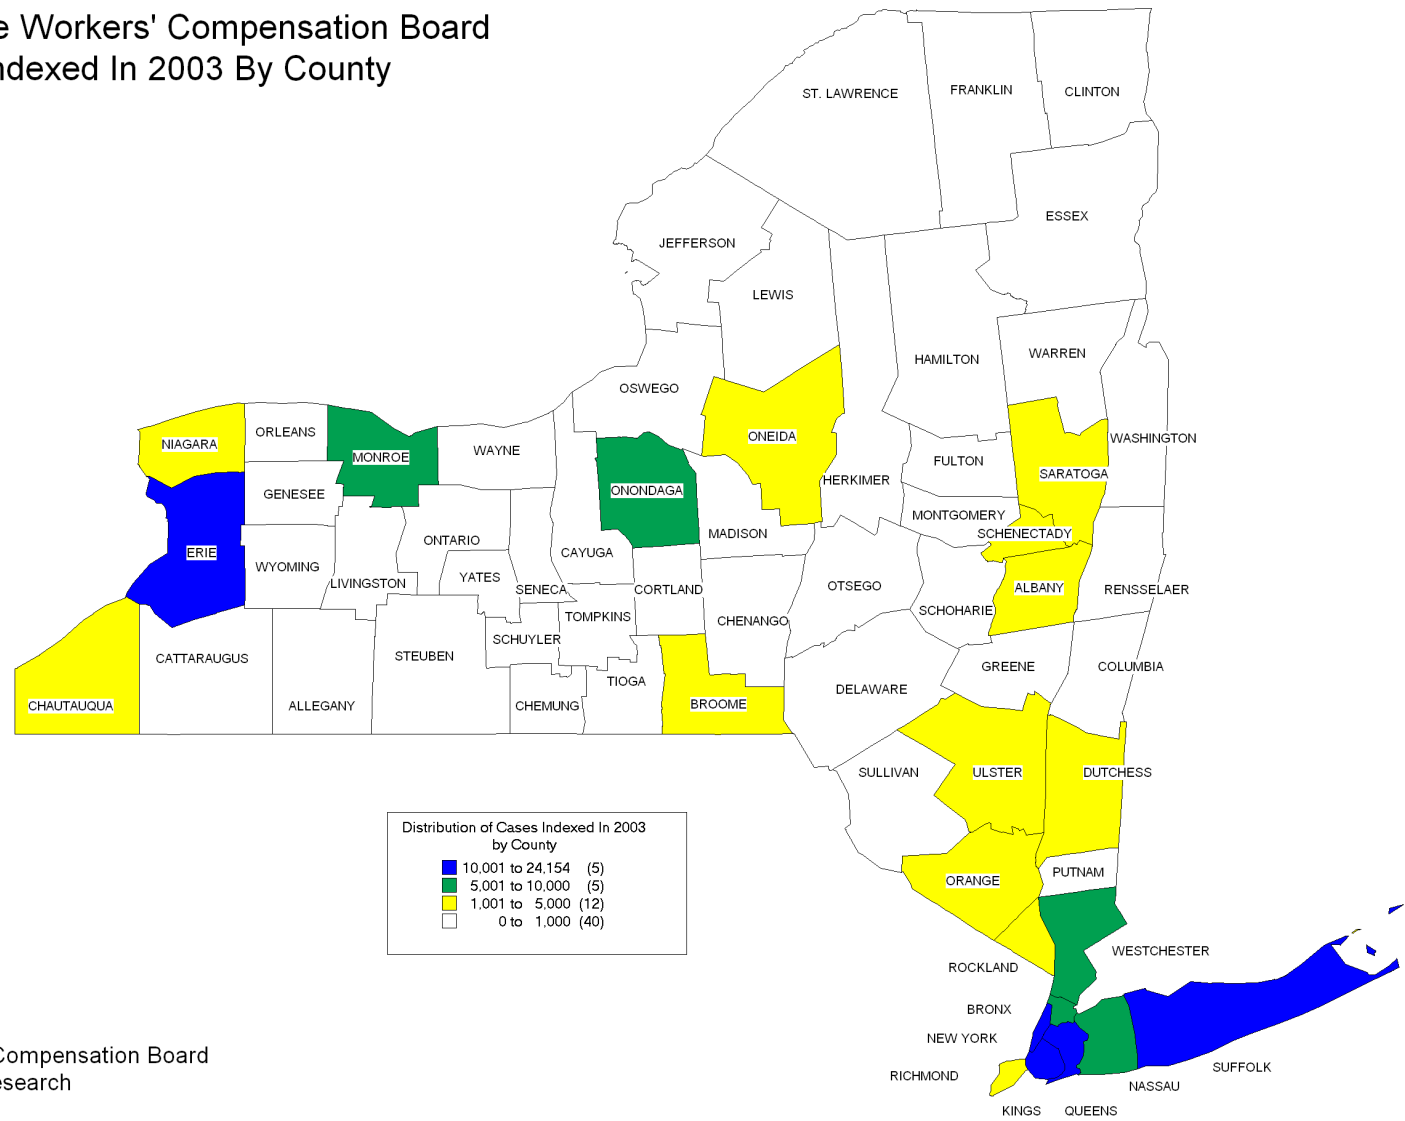 e Workers' Compensation Board
ndexed In 2003 By County
ST. LAWRENCE
FRANKLIN
CLINTON
ESSEX
JEFFERSON
LEWIS
HAMILTON
WARREN
OSWEGO
ONEIDA
WASHINGTON
NIAGARA
ORLEANS
MONROE
WAYNE
FULTON
SARATOGA
HERKIMER
GENESEE
ONONDAGA
MONTGOMERY
MADISON
SCHENECTADY
ERIE
ONTARIO
CAYUGA
WYOMING
LIVINGSTON
YATES
SENECA
CORTLAND
OTSEGO
ALBANY
RENSSELAER
SCHOHARIE
TOMPKINS
CHENANGO
SCHUYLER
CATTARAUGUS
STEUBEN
GREENE
COLUMBIA
TIOGA
DELAWARE
CHAUTAUQUA
ALLEGANY
CHEMUNG
BROOME
SULLIVAN
ULSTER
DUTCHESS
Distribution of Cases Indexed In 2003
by County
10,001 to 24,154 (5)
5,001 to 10,000 (5)
1,001 to 5,000 (12)
0 to 1,000 (40)
PUTNAM
ORANGE
WESTCHESTER
ROCKLAND
BRONX
NEW YORK
SUFFOLK
RICHMOND
NASSAU
KINGS
QUEENS
Compensation Board
esearch